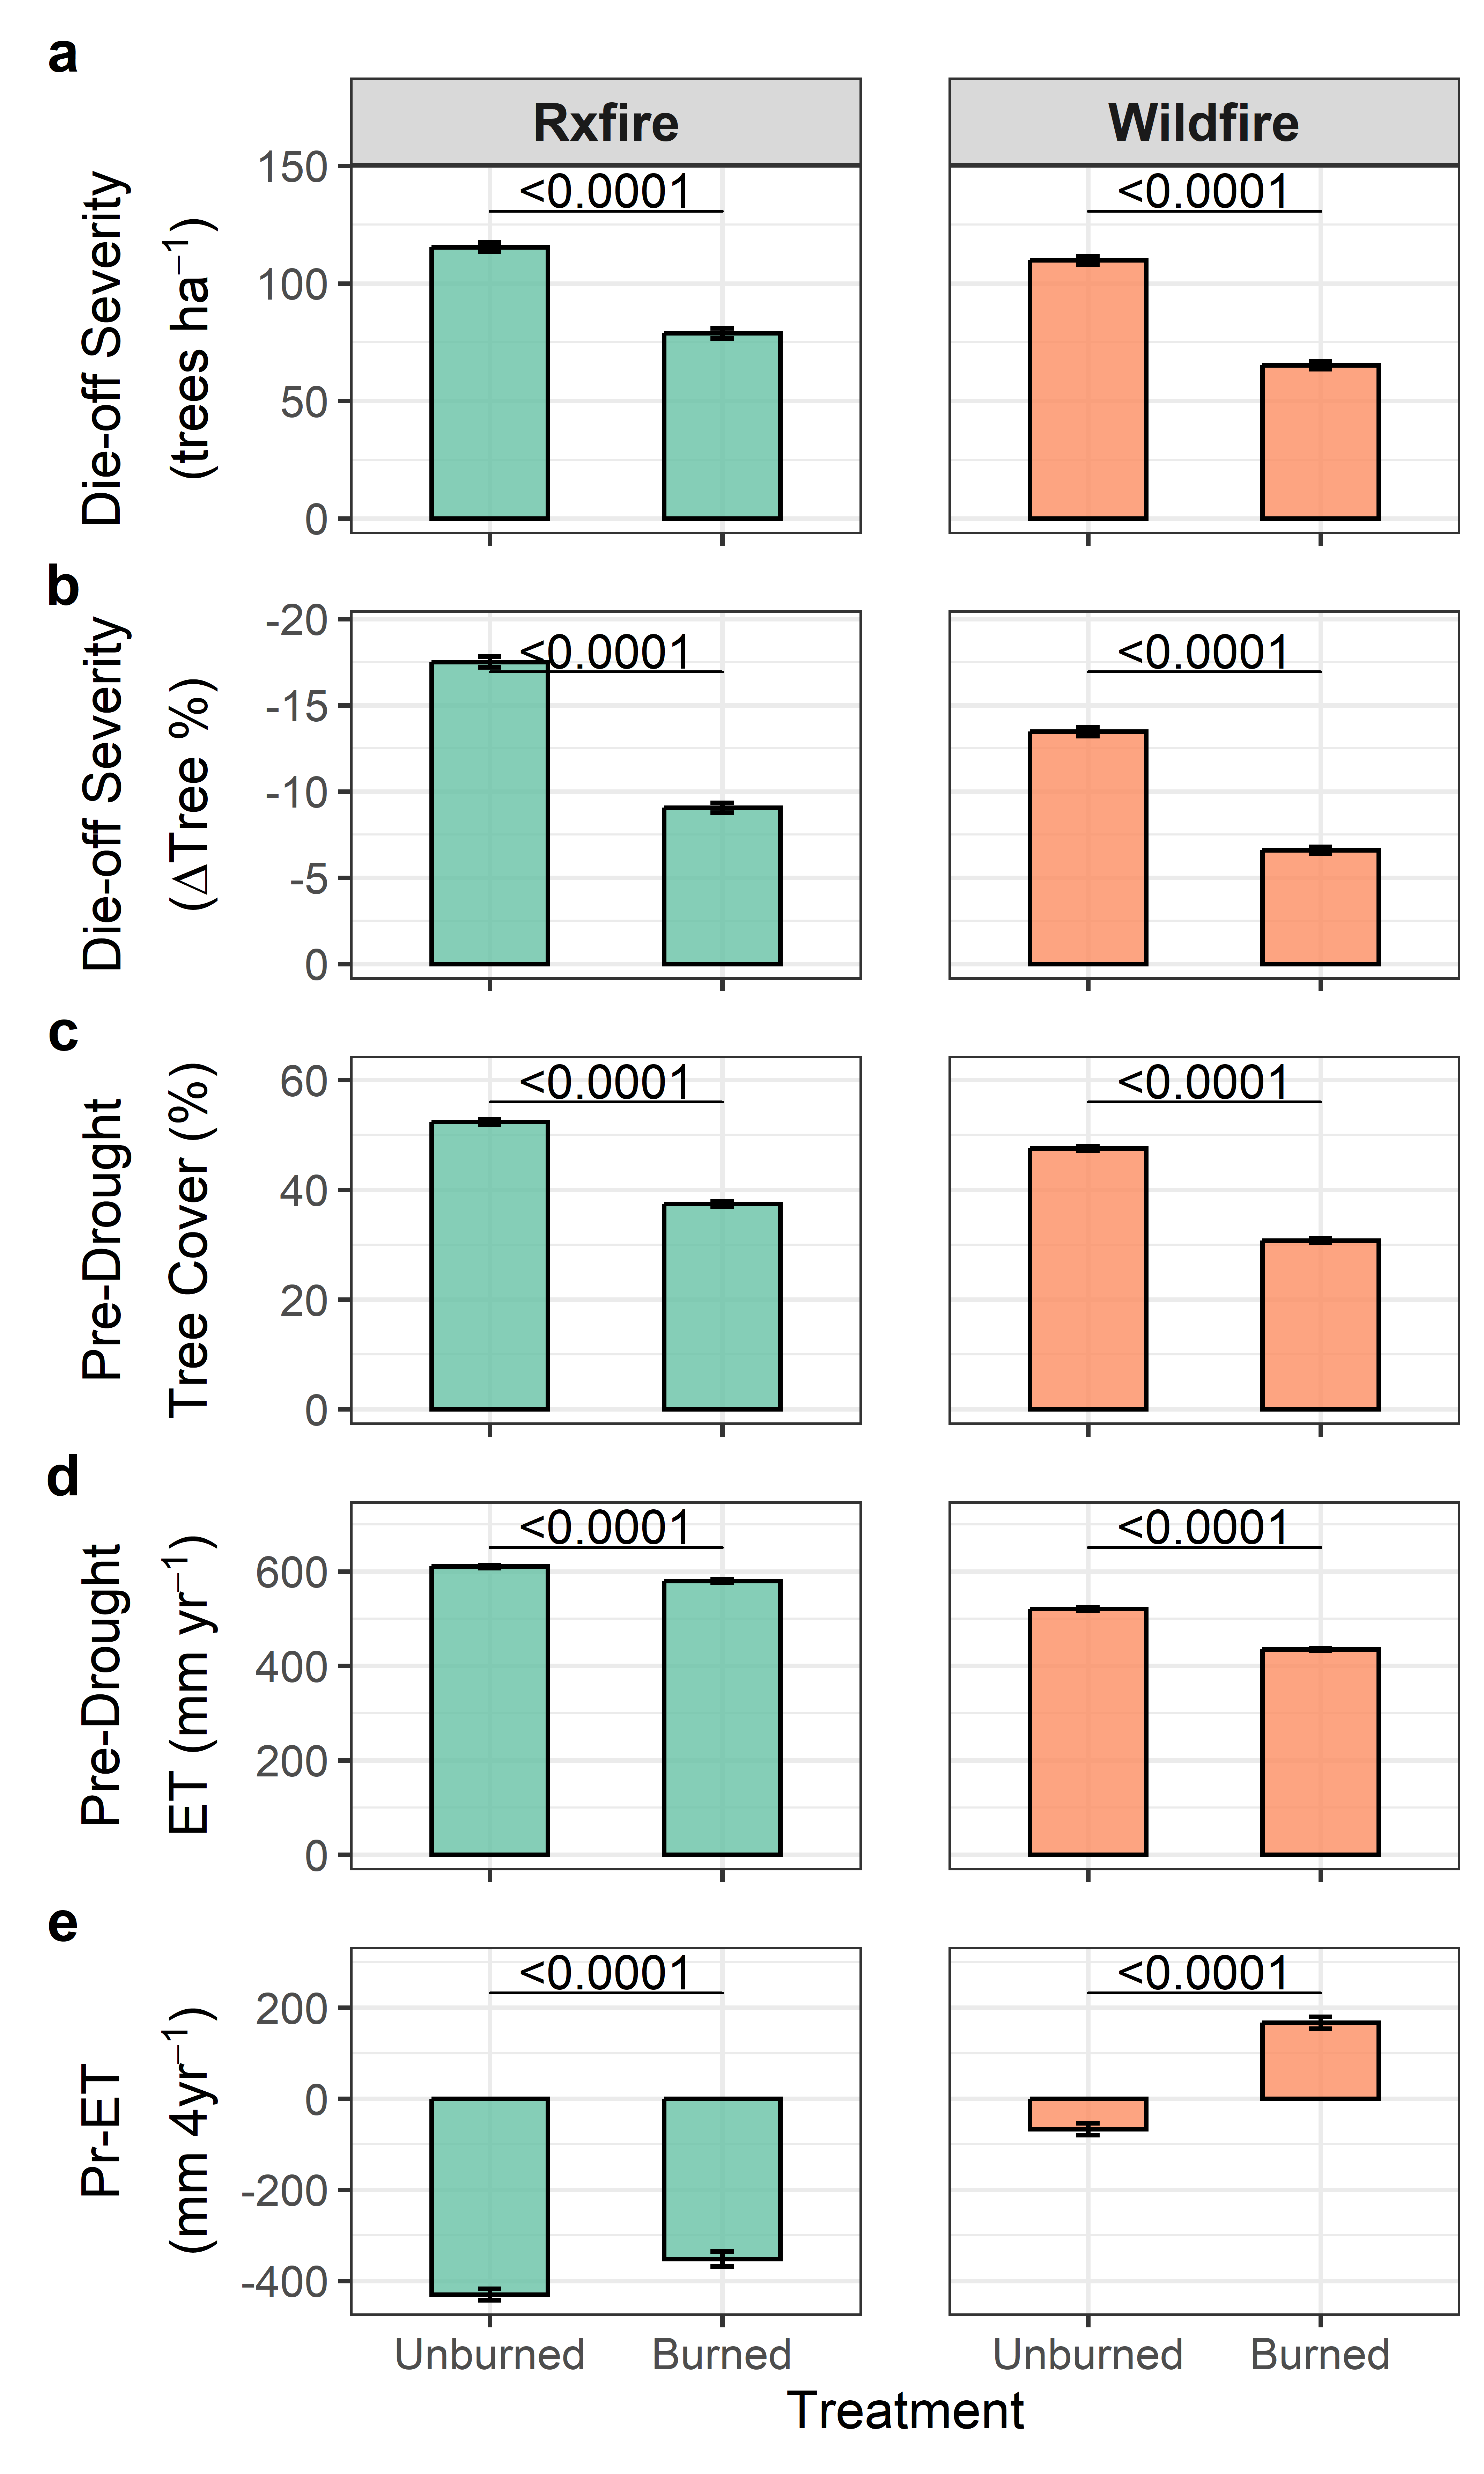 a
Rxfire
Wildfire
Die-off Severity
(trees ha⁻¹)
150
100
50
0
<0.0001
<0.0001
b
Die-off Severity
(ΔTree %)
-20
-15
-10
-5
0
<0.0001
<0.0001
c
Pre-Drought
Tree Cover (%)
60
40
20
0
<0.0001
<0.0001
d
Pre-Drought
ET (mm yr⁻¹)
600
400
200
0
<0.0001
<0.0001
e
Pr-ET
(mm 4yr⁻¹)
200
0
-200
-400
<0.0001
<0.0001
Unburned Burned
Unburned Burned
Treatment